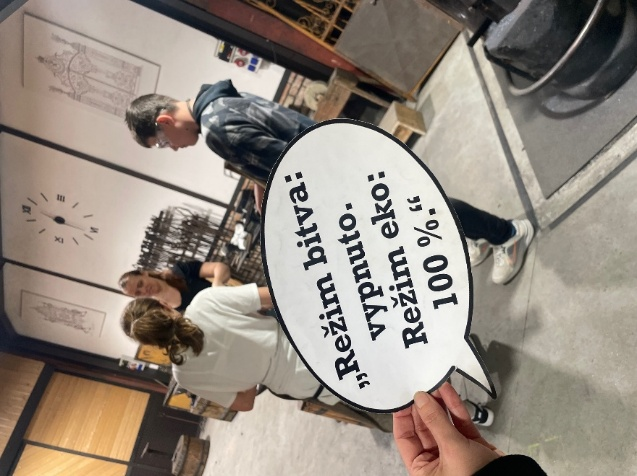 „Režim bitva:
vypnuto.
Režim eko:
100 %.“